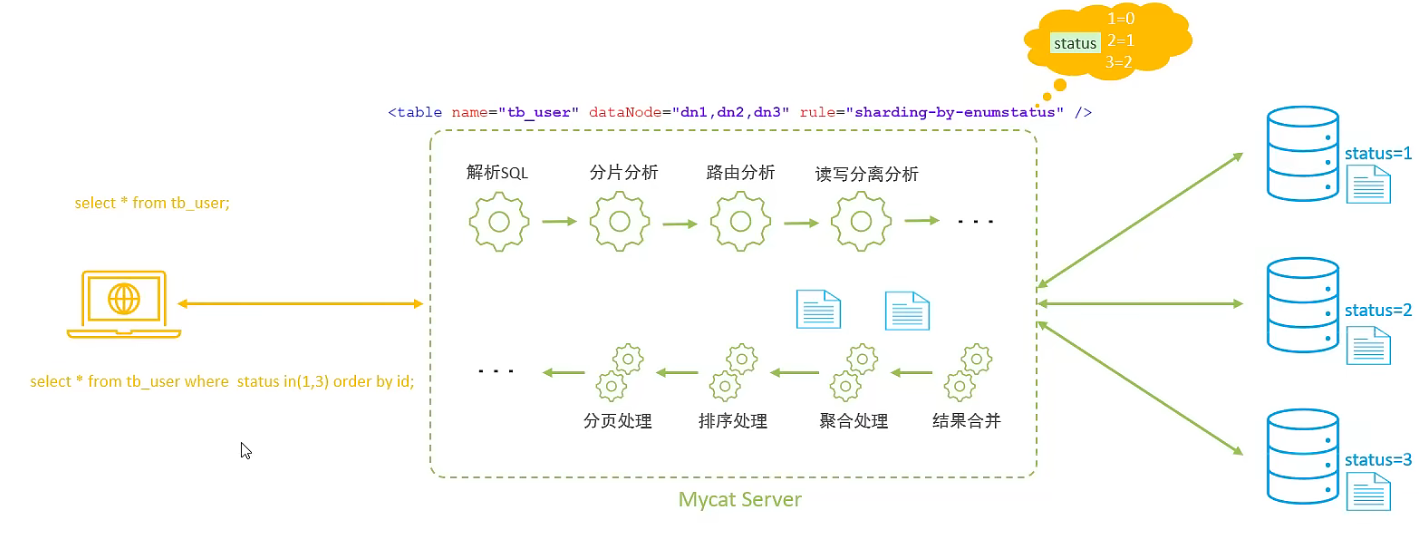 1=0
status
2=1
3=2
<table name="tb_user" dataNode="dn1,dn2,dn3" rule="sharding-by-enumstatus" />
解析SQL
分片分析
路由分析
读写分离分析
select * from tb_user;
. . .
status=1
status=2
select * from tb_user where  status in(1,3) order by id;
. . .
分页处理
排序处理
聚合处理
结果合并
status=3
Mycat Server